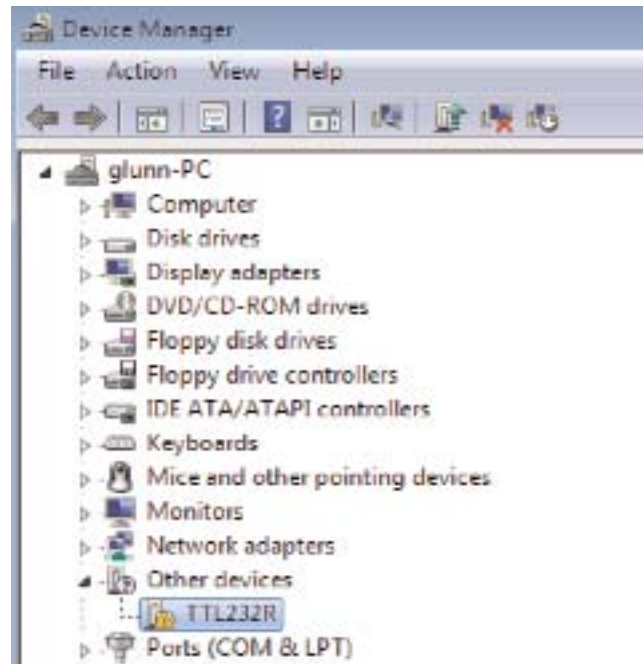 Device Manager
File Action View Help
glunn-PC
Computer
Disk drives
Display adapters
DVD/CD-ROM drives
Floppy disk drives
Floppy drive controllers
IDE ATA/ATAPI controllers
Keyboards
Mice and other pointing devices
Monitors
Network adapters
Other devices
TTL232R
Ports (COM & LPT)